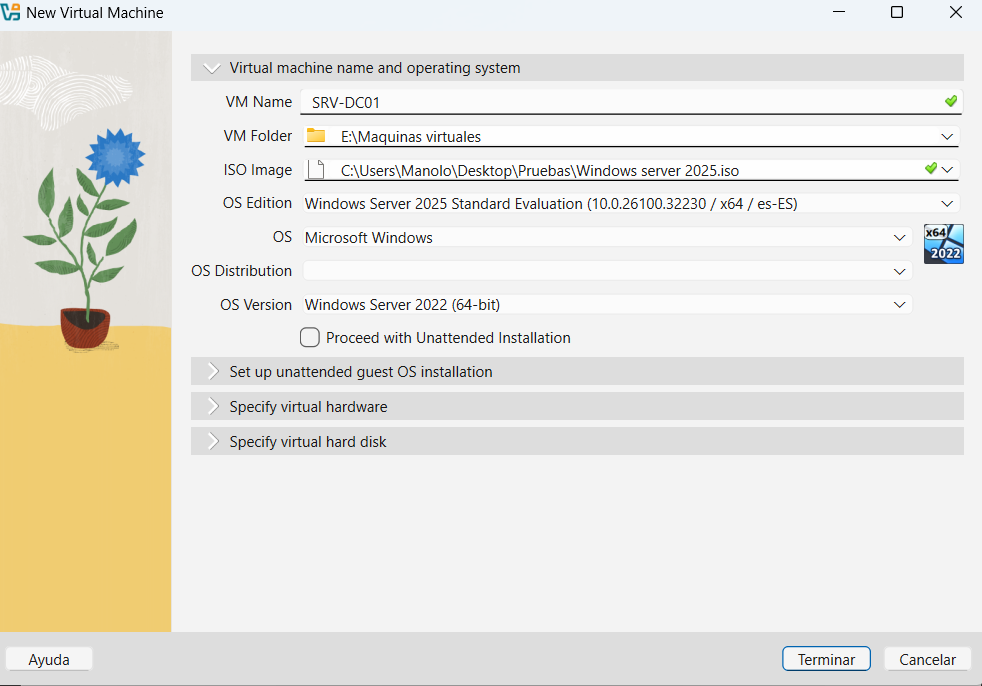 New Virtual Machine
Virtual machine name and operating system
VM Name SRV-DC01
VM Folder E:\Maquinas virtuales
ISO Image C:\Users\Manolo\Desktop\Pruebas\Windows server 2025.iso
OS Edition Windows Server 2025 Standard Evaluation (10.0.26100.32230 / x64 / es-ES)
OS Microsoft Windows
x64
2022
OS Distribution
OS Version Windows Server 2022 (64-bit)
Proceed with Unattended Installation
Set up unattended guest OS installation
Specify virtual hardware
Specify virtual hard disk
Ayuda Terminar Cancelar